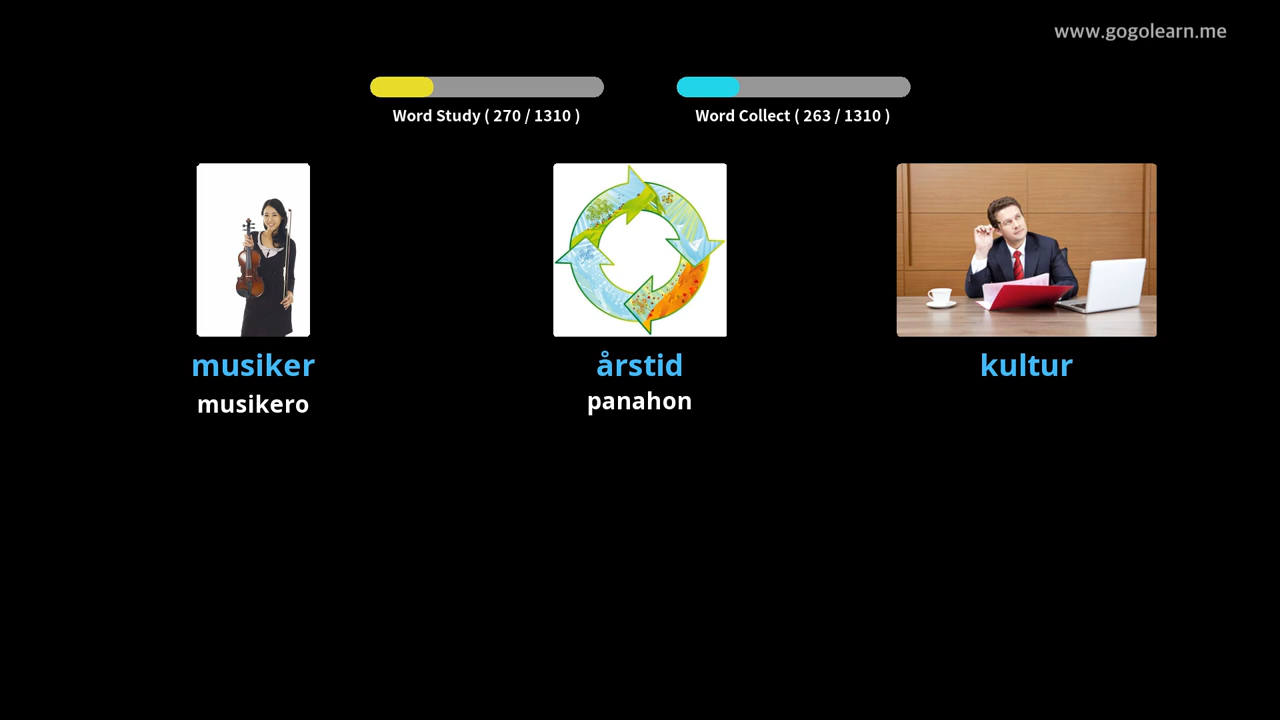 www.gogolearn.me
Word Study ( 270 / 1310 )
Word Collect ( 263 / 1310 )
musiker
musikero
årstid
panahon
kultur